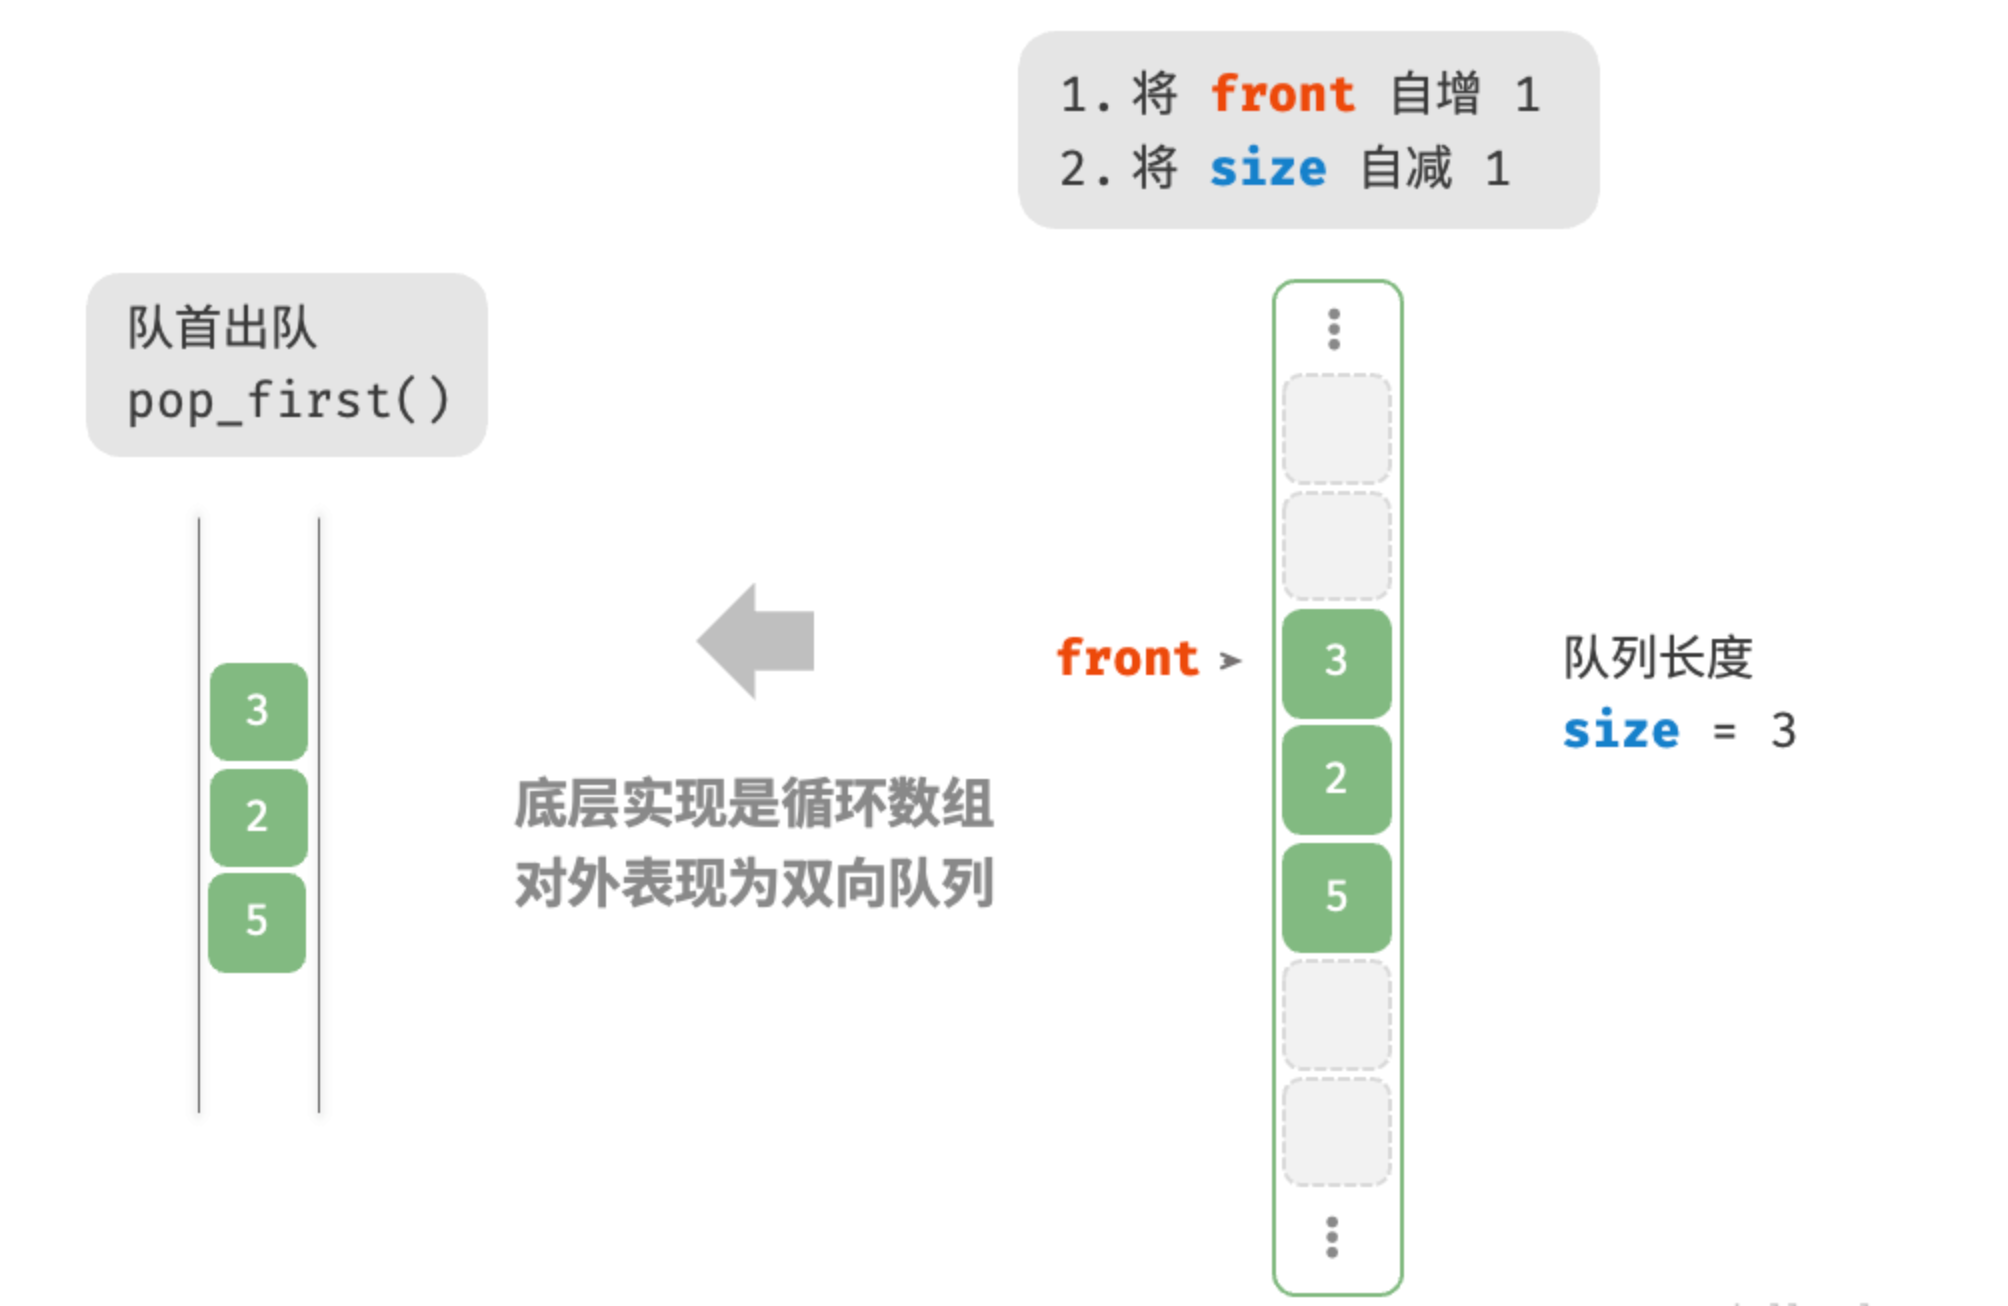 1. 将 front 自增 1
2. 将 size 自减 1
队首出队
pop_first()
3
2
5
底层实现是循环数组
对外表现为双向队列
front
3
2
5
队列长度
size = 3